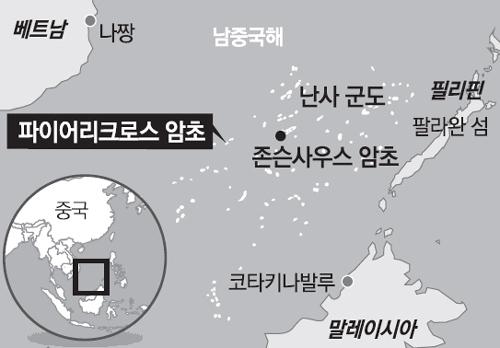 베트남
나짱
남중국해
난사 군도
필리핀
팔라완 섬
파이어리크로스 암초
존슨사우스 암초
중국
코타키나발루
말레이시아